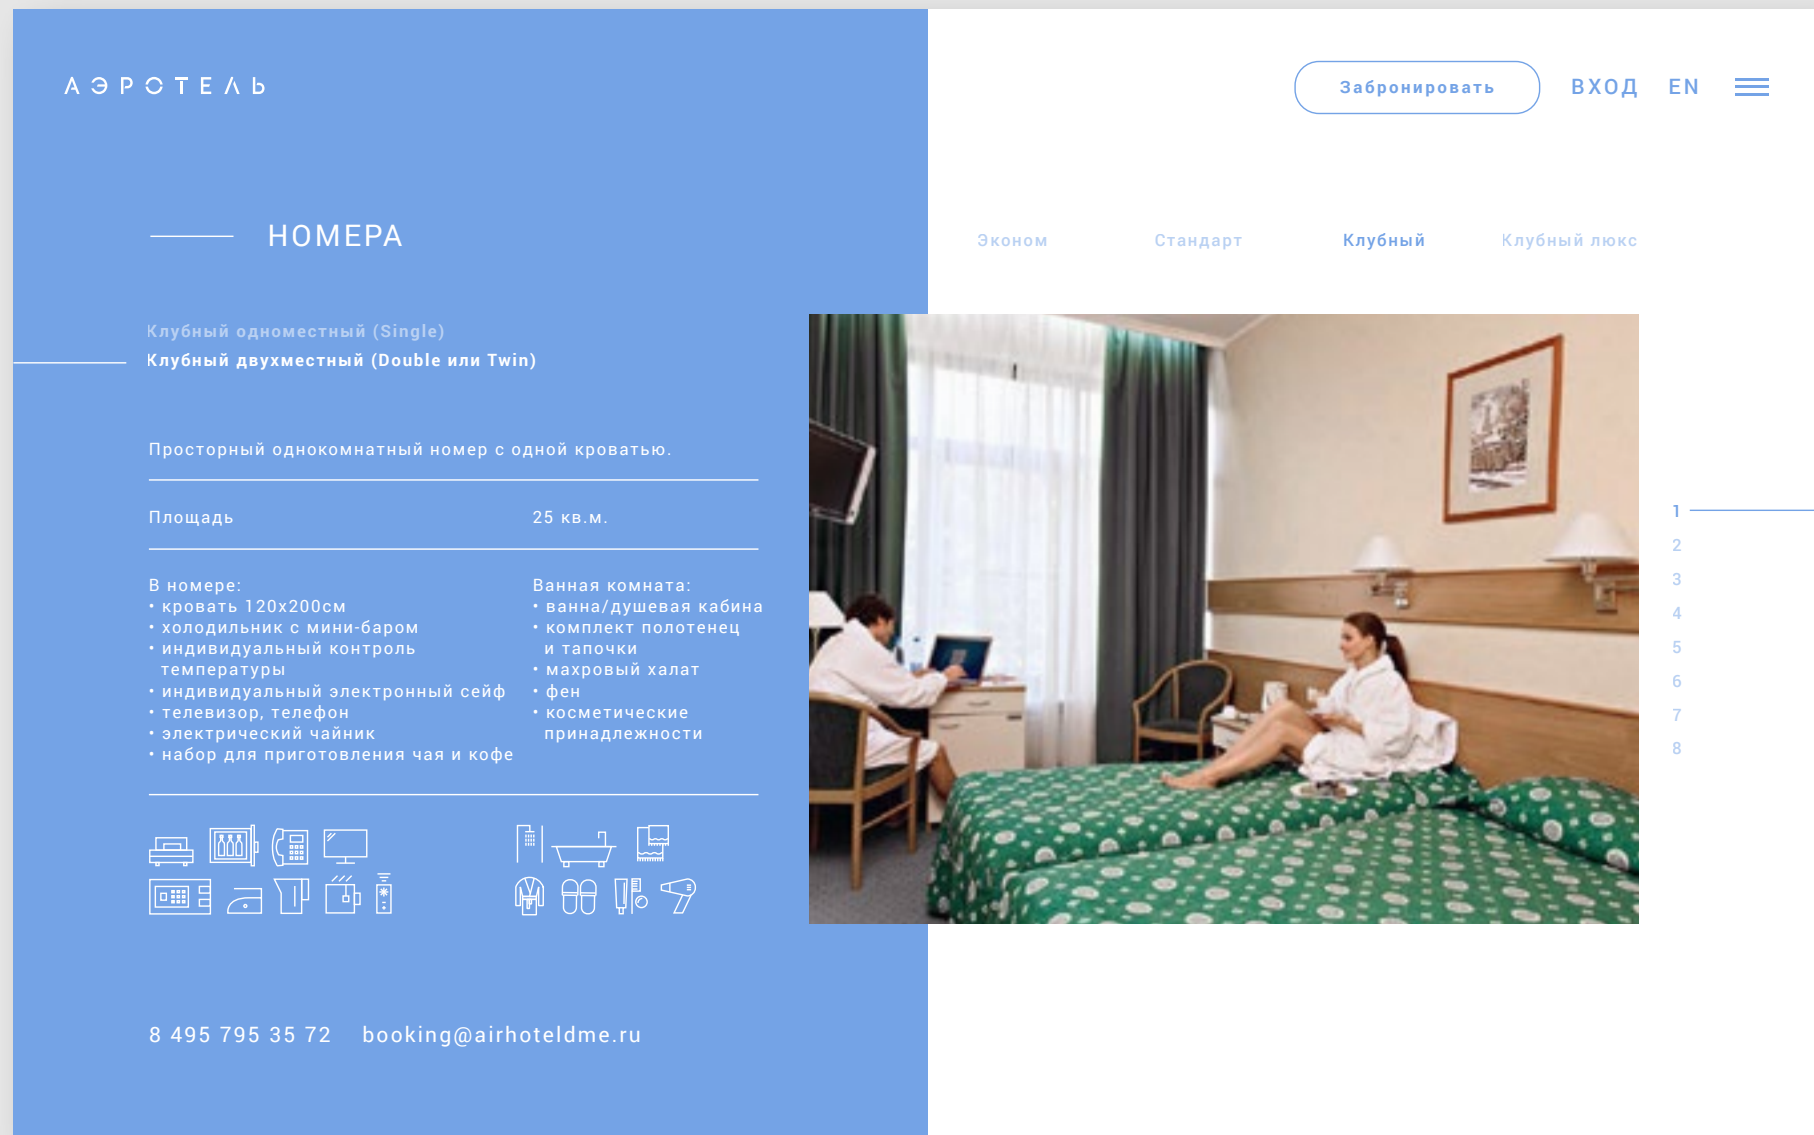 АЭРОТЕЛЬ
Забронировать
ВХОД
EN
НОМЕРА
Эконом
Стандарт
Клубный
Клубный люкс
Клубный одноместный (Single)
Клубный двухместный (Double или Twin)
Просторный однокомнатный номер с одной кроватью.
Площадь
25 кв.м.
В номере:
• кровать 120х200см
• холодильник с мини-баром
• индивидуальный контроль
температуры
• индивидуальный электронный сейф
• телевизор, телефон
• электрический чайник
• набор для приготовления чая и кофе
Ванная комната:
• ванна/душевая кабина
• комплект полотенец
и тапочки
• махровый халат
• фен
• косметические
принадлежности
1
2
3
4
5
6
7
8
8 495 795 35 72
booking@airhoteldme.ru